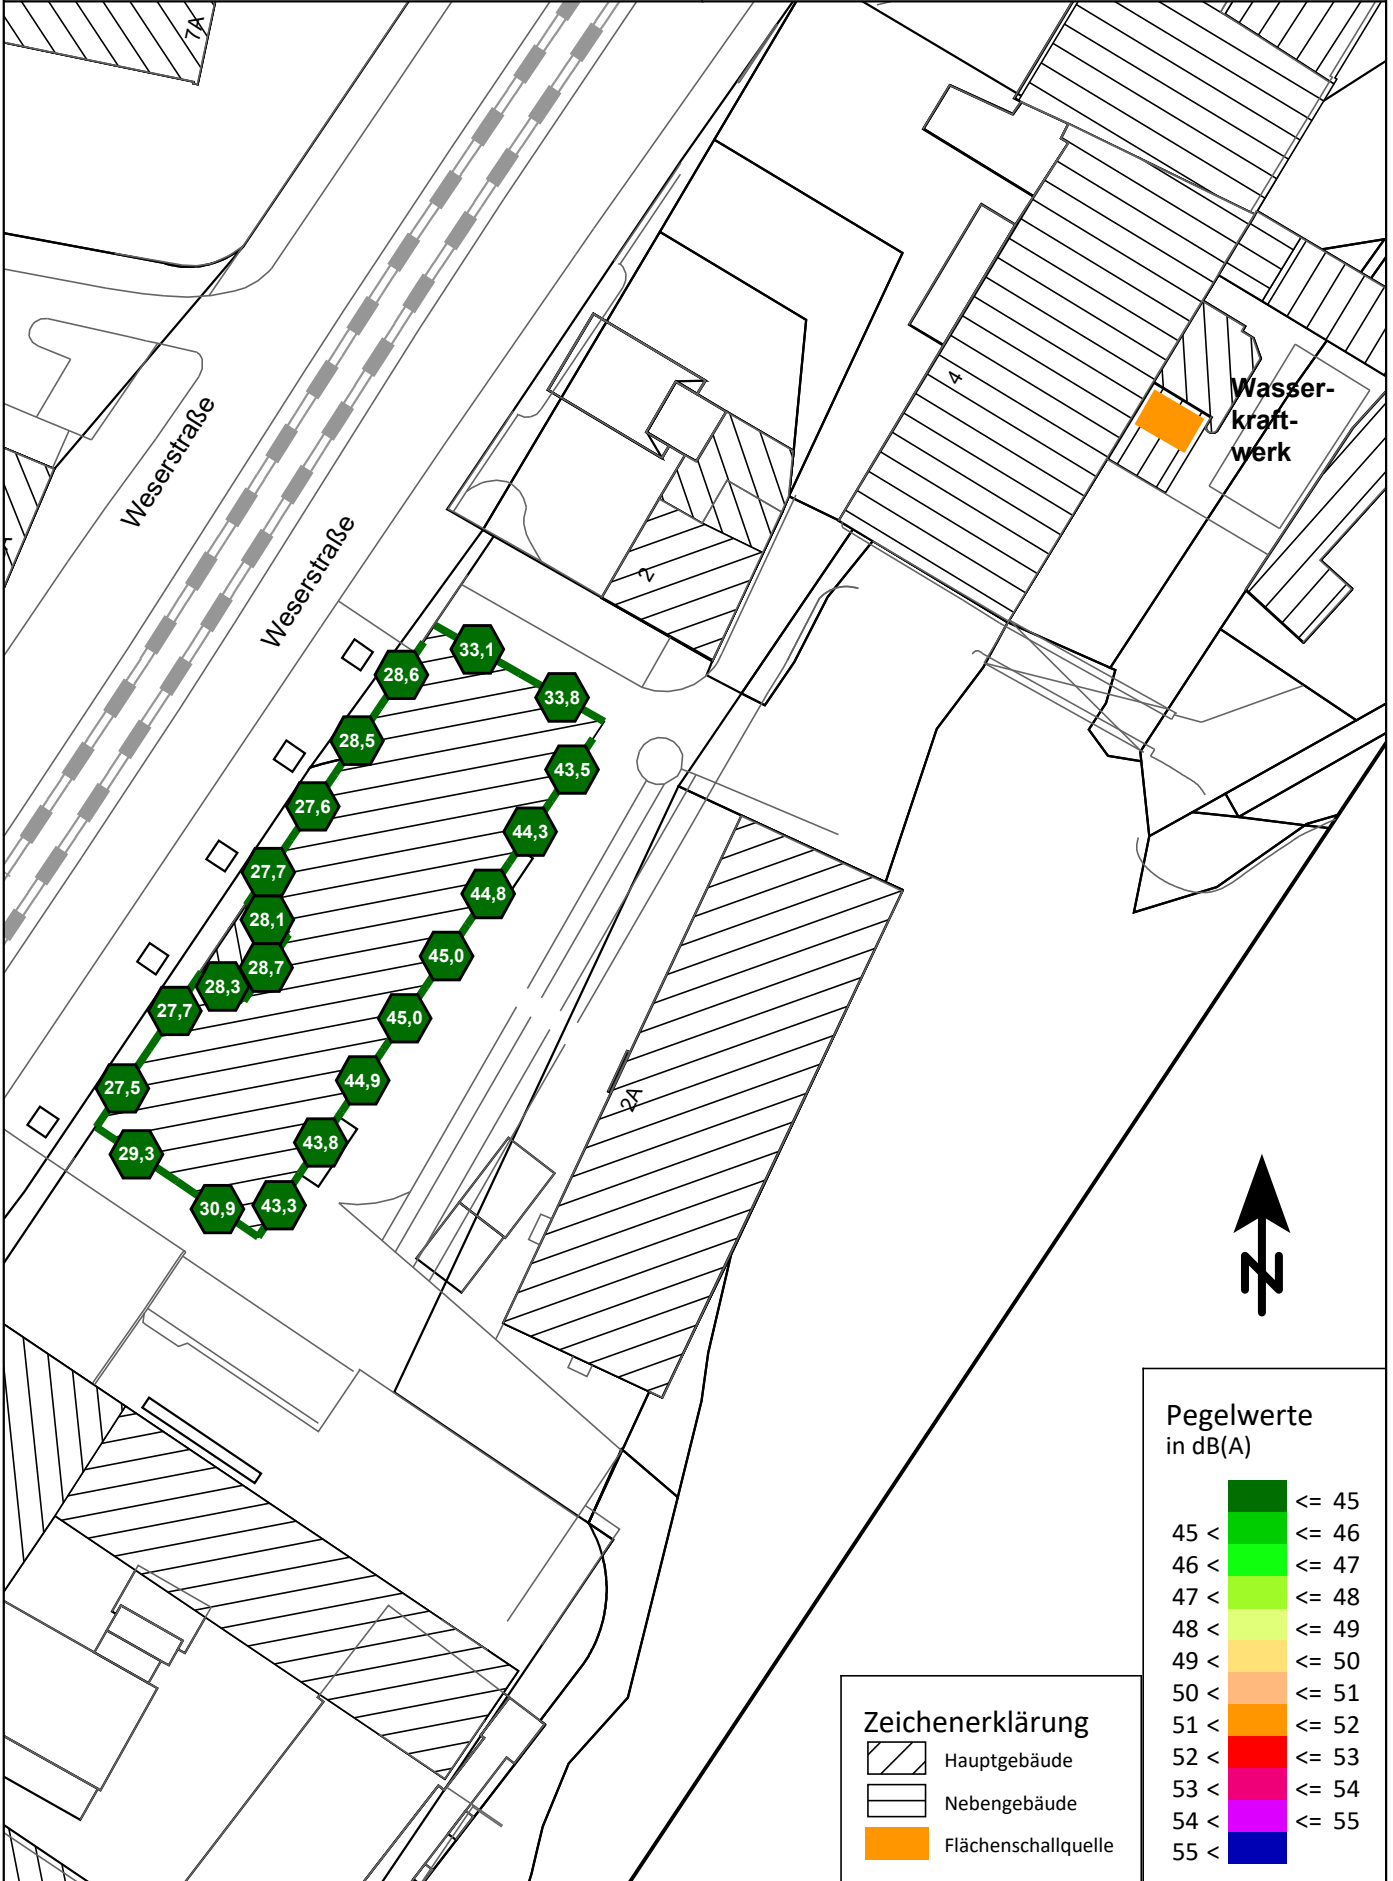 7A
Wasser-
kraft-
werk
4
Weserstraße
Weserstraße
2
33,1
28,6
33,8
28,5
43,5
27,6
44,3
27,7
44,8
28,1
45,0
28,7
28,3
27,7
45,0
44,9
27,5
2A
43,8
29,3
43,3
30,9
N
Pegelwerte
in dB(A)
<= 45
45 < <= 46
46 < <= 47
47 < <= 48
48 < <= 49
49 < <= 50
50 < <= 51
51 < <= 52
52 < <= 53
53 < <= 54
54 < <= 55
55 <
Zeichenerklärung
Hauptgebäude
Nebengebäude
Flächenschallquelle